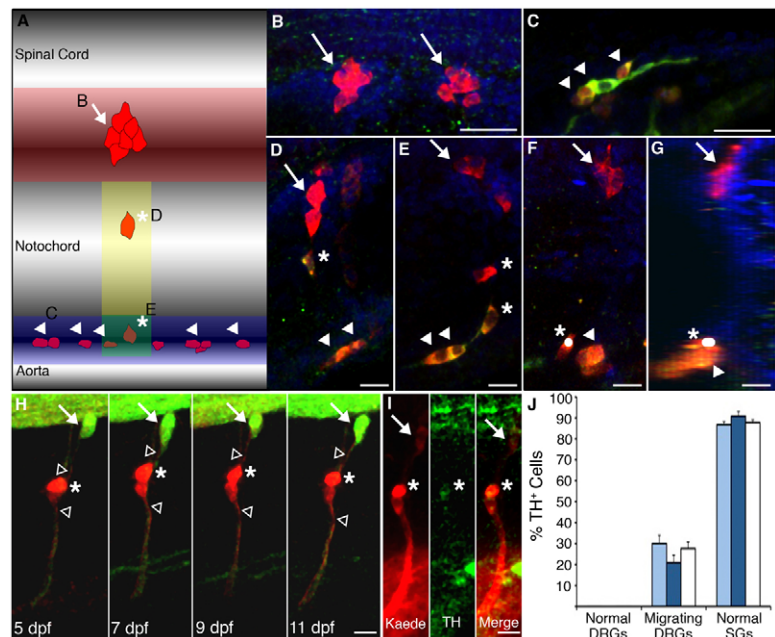 A
Spinal Cord
B
D
Notochord
C
E
Aorta
B
C
D
E
F
G
H
5 dpf
7 dpf
9 dpf
11 dpf
I
Kaede
TH
Merge
J
% TH+ Cells
100
90
80
70
60
50
40
30
20
10
Normal DRGs
Migrating DRGs
Normal SGs